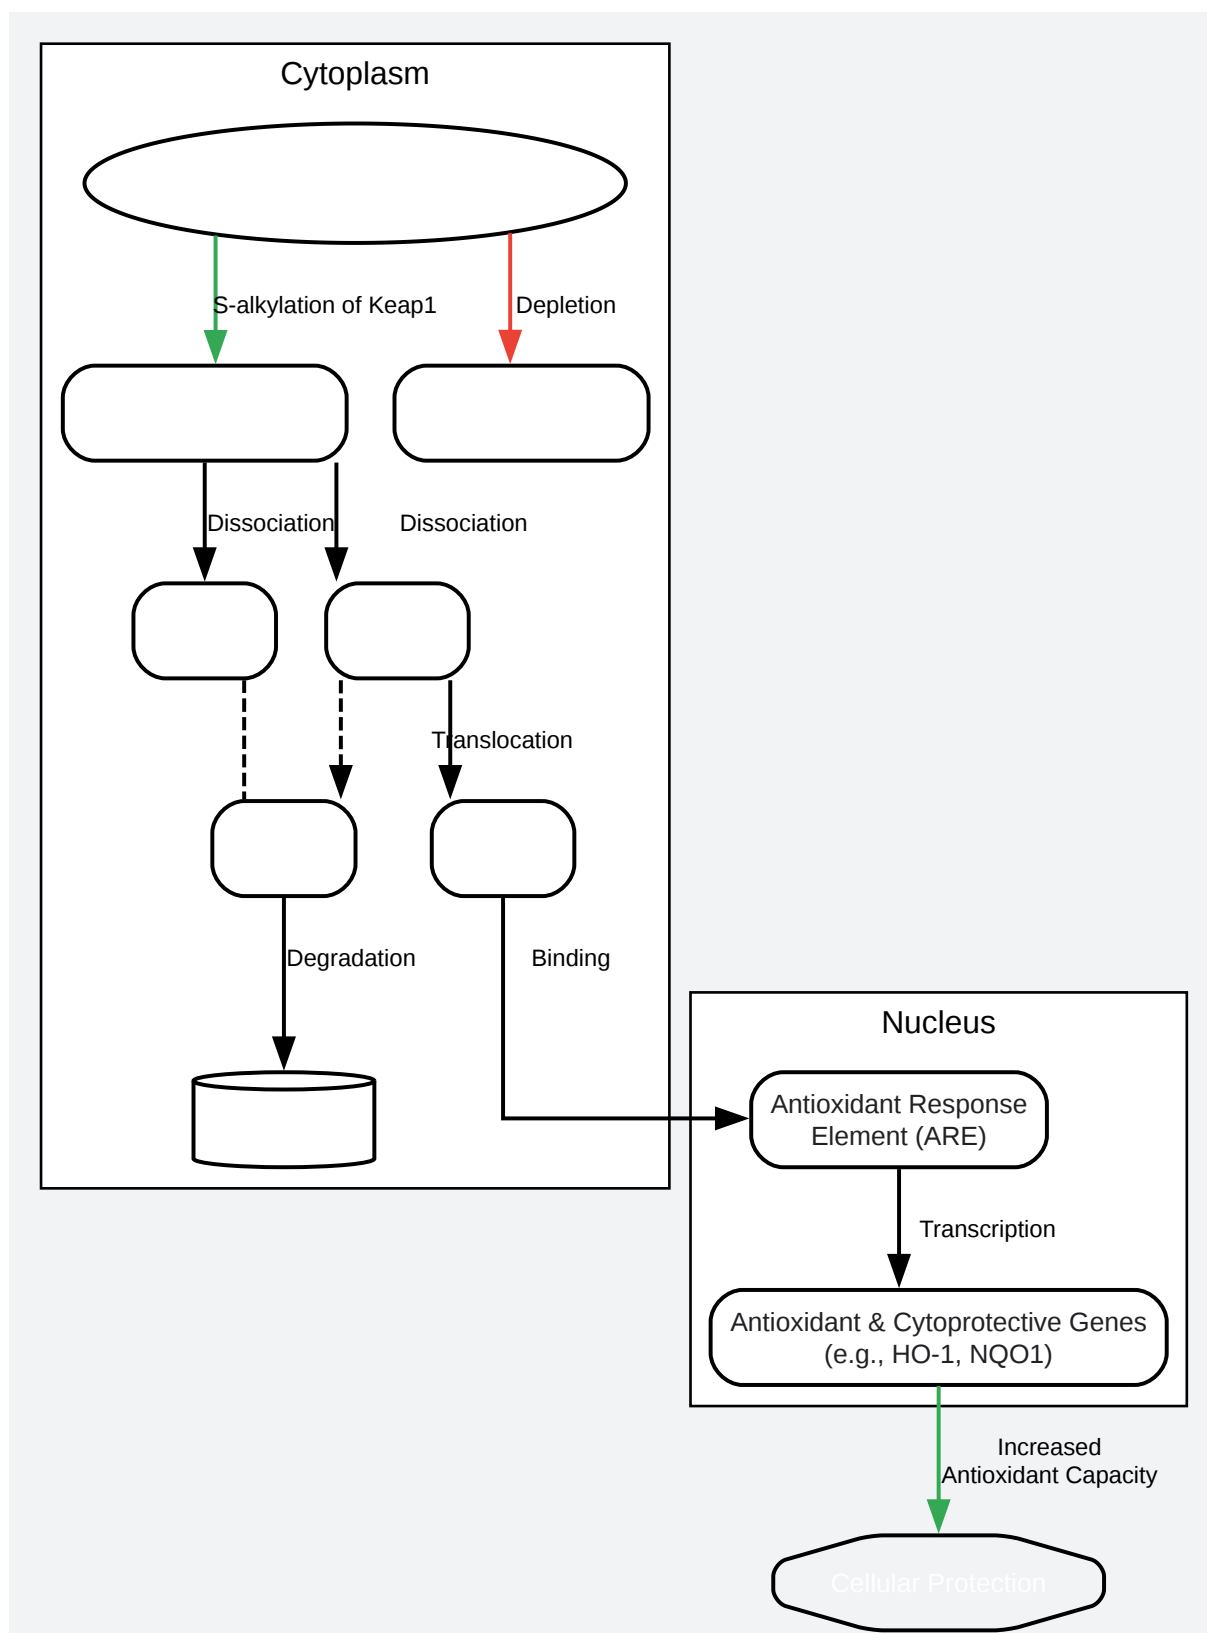 Cytoplasm
S-alkylation of Keap1
Depletion
Dissociation
Dissociation
Translocation
Degradation
Binding
Nucleus
Antioxidant Response
Element (ARE)
Transcription
Antioxidant & Cytoprotective Genes
(e.g., HO-1, NQO1)
Increased
Antioxidant Capacity
Cellular Protection